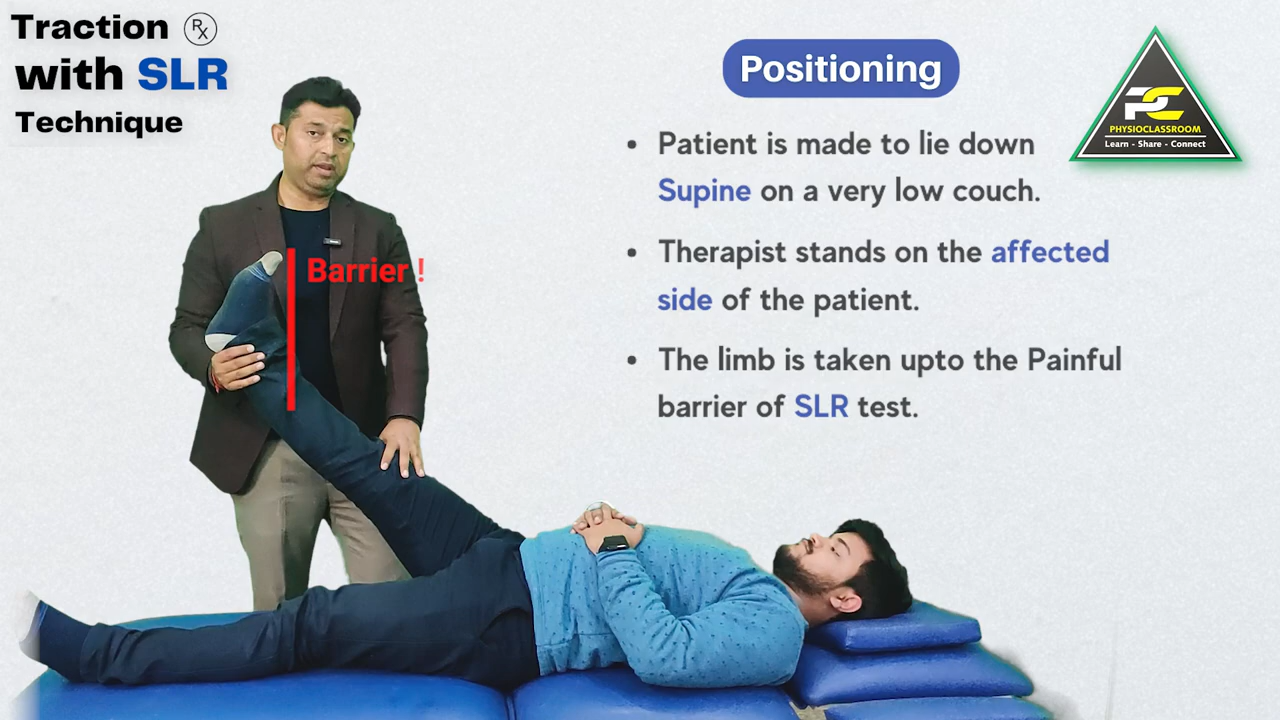 Traction Rx
with SLR
Technique
Barrier !
Positioning
• Patient is made to lie down
Supine on a very low couch.
• Therapist stands on the affected
side of the patient.
• The limb is taken upto the Painful
barrier of SLR test.
PC
PHYSIOCLASSROOM
Learn - Share - Connect